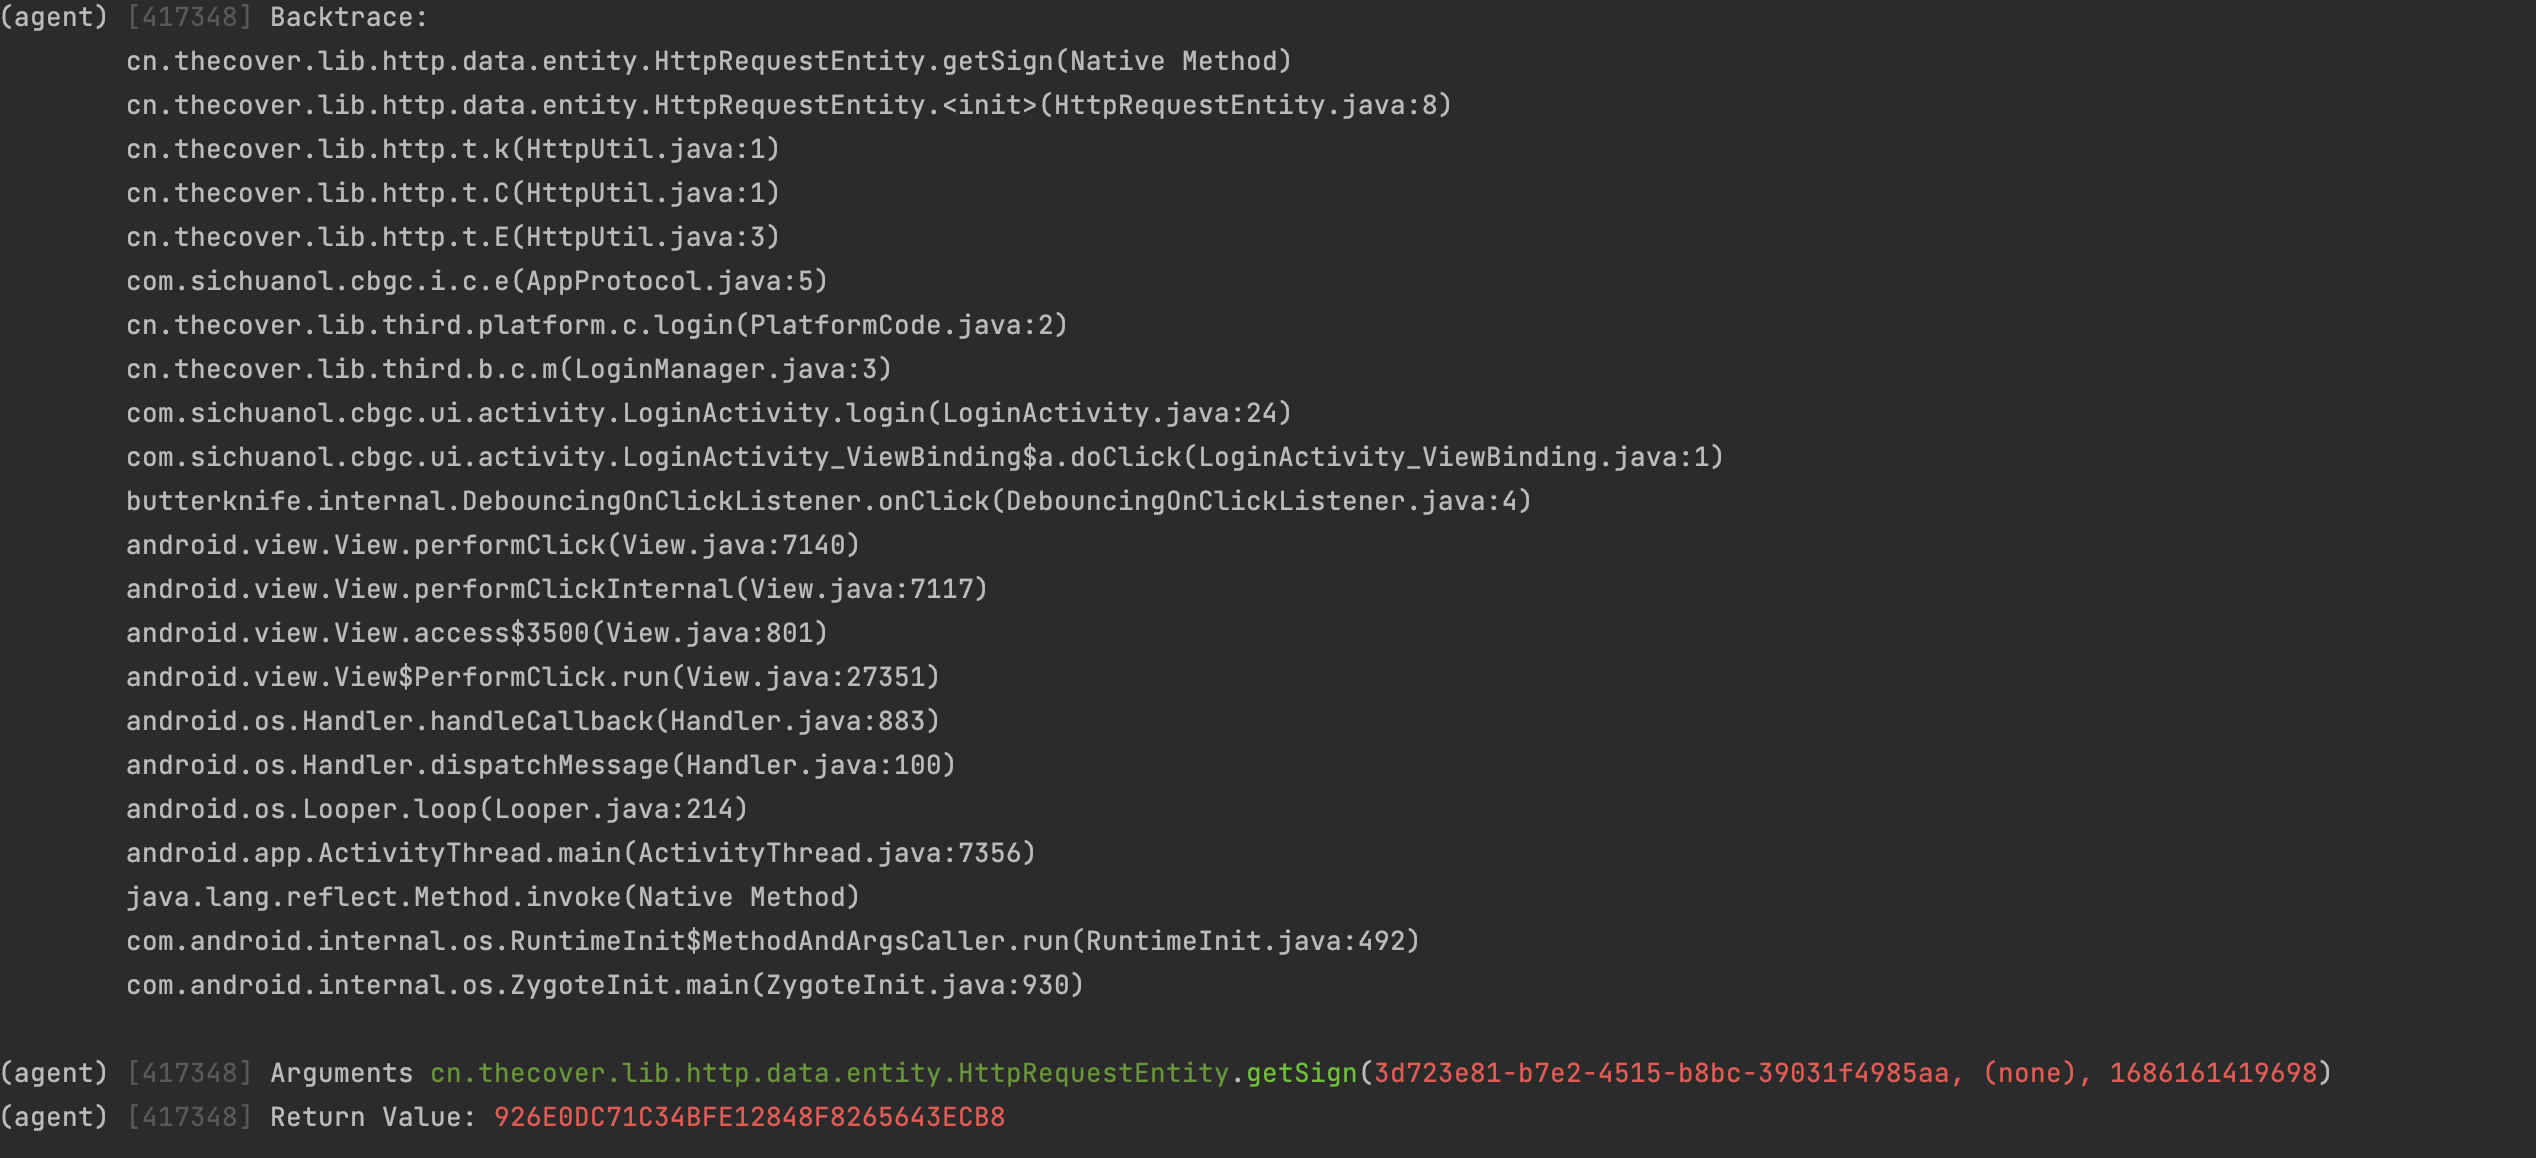 (agent) [417348] Backtrace:
cn.thecover.lib.http.data.entity.HttpRequestEntity.getSign(Native Method)
cn.thecover.lib.http.data.entity.HttpRequestEntity.<init>(HttpRequestEntity.java:8)
cn.thecover.lib.http.t.k(HttpUtil.java:1)
cn.thecover.lib.http.t.C(HttpUtil.java:1)
cn.thecover.lib.http.t.E(HttpUtil.java:3)
com.sichuanol.cbgc.i.c.e(AppProtocol.java:5)
cn.thecover.lib.third.platform.c.login(PlatformCode.java:2)
cn.thecover.lib.third.b.c.m(LoginManager.java:3)
com.sichuanol.cbgc.ui.activity.LoginActivity.login(LoginActivity.java:24)
com.sichuanol.cbgc.ui.activity.LoginActivity_ViewBinding$a.doClick(LoginActivity_ViewBinding.java:1)
butterknife.internal.DebouncingOnClickListener.onClick(DebouncingOnClickListener.java:4)
android.view.View.performClick(View.java:7140)
android.view.View.performClickInternal(View.java:7117)
android.view.View.access$3500(View.java:801)
android.view.View$PerformClick.run(View.java:27351)
android.os.Handler.handleCallback(Handler.java:883)
android.os.Handler.dispatchMessage(Handler.java:100)
android.os.Looper.loop(Looper.java:214)
android.app.ActivityThread.main(ActivityThread.java:7356)
java.lang.reflect.Method.invoke(Native Method)
com.android.internal.os.RuntimeInit$MethodAndArgsCaller.run(RuntimeInit.java:492)
com.android.internal.os.ZygoteInit.main(ZygoteInit.java:930)
(agent) [417348] Arguments cn.thecover.lib.http.data.entity.HttpRequestEntity.getSign(3d723e81-b7e2-4515-b8bc-39031f4985aa, (none), 1686161419698)
(agent) [417348] Return Value: 926E0DC71C34BFE12848F8265643ECB8